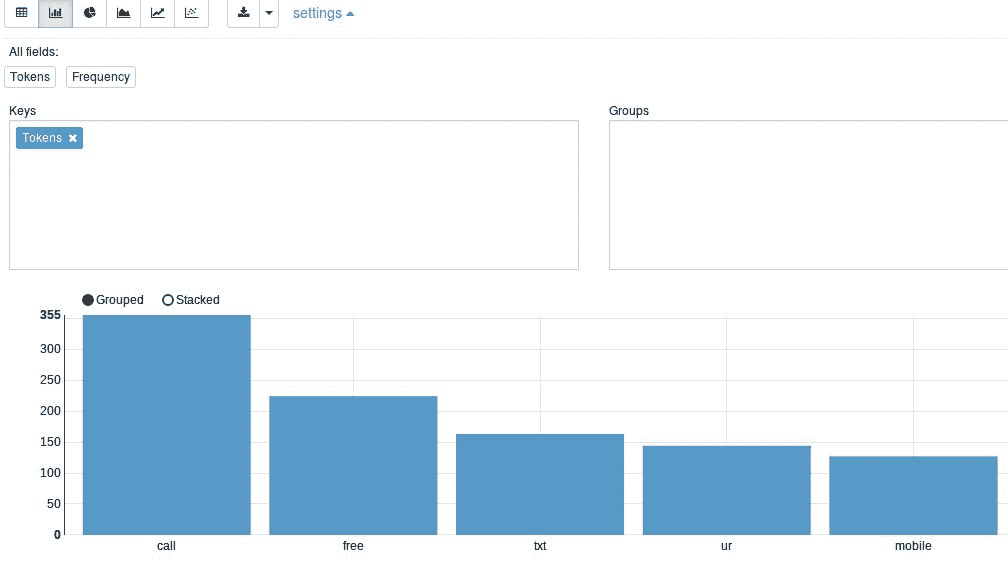 settings
All fields:
Tokens Frequency
Keys Groups
Tokens
Grouped Stacked
355
300
250
200
150
100
50
0
call free txt ur mobile